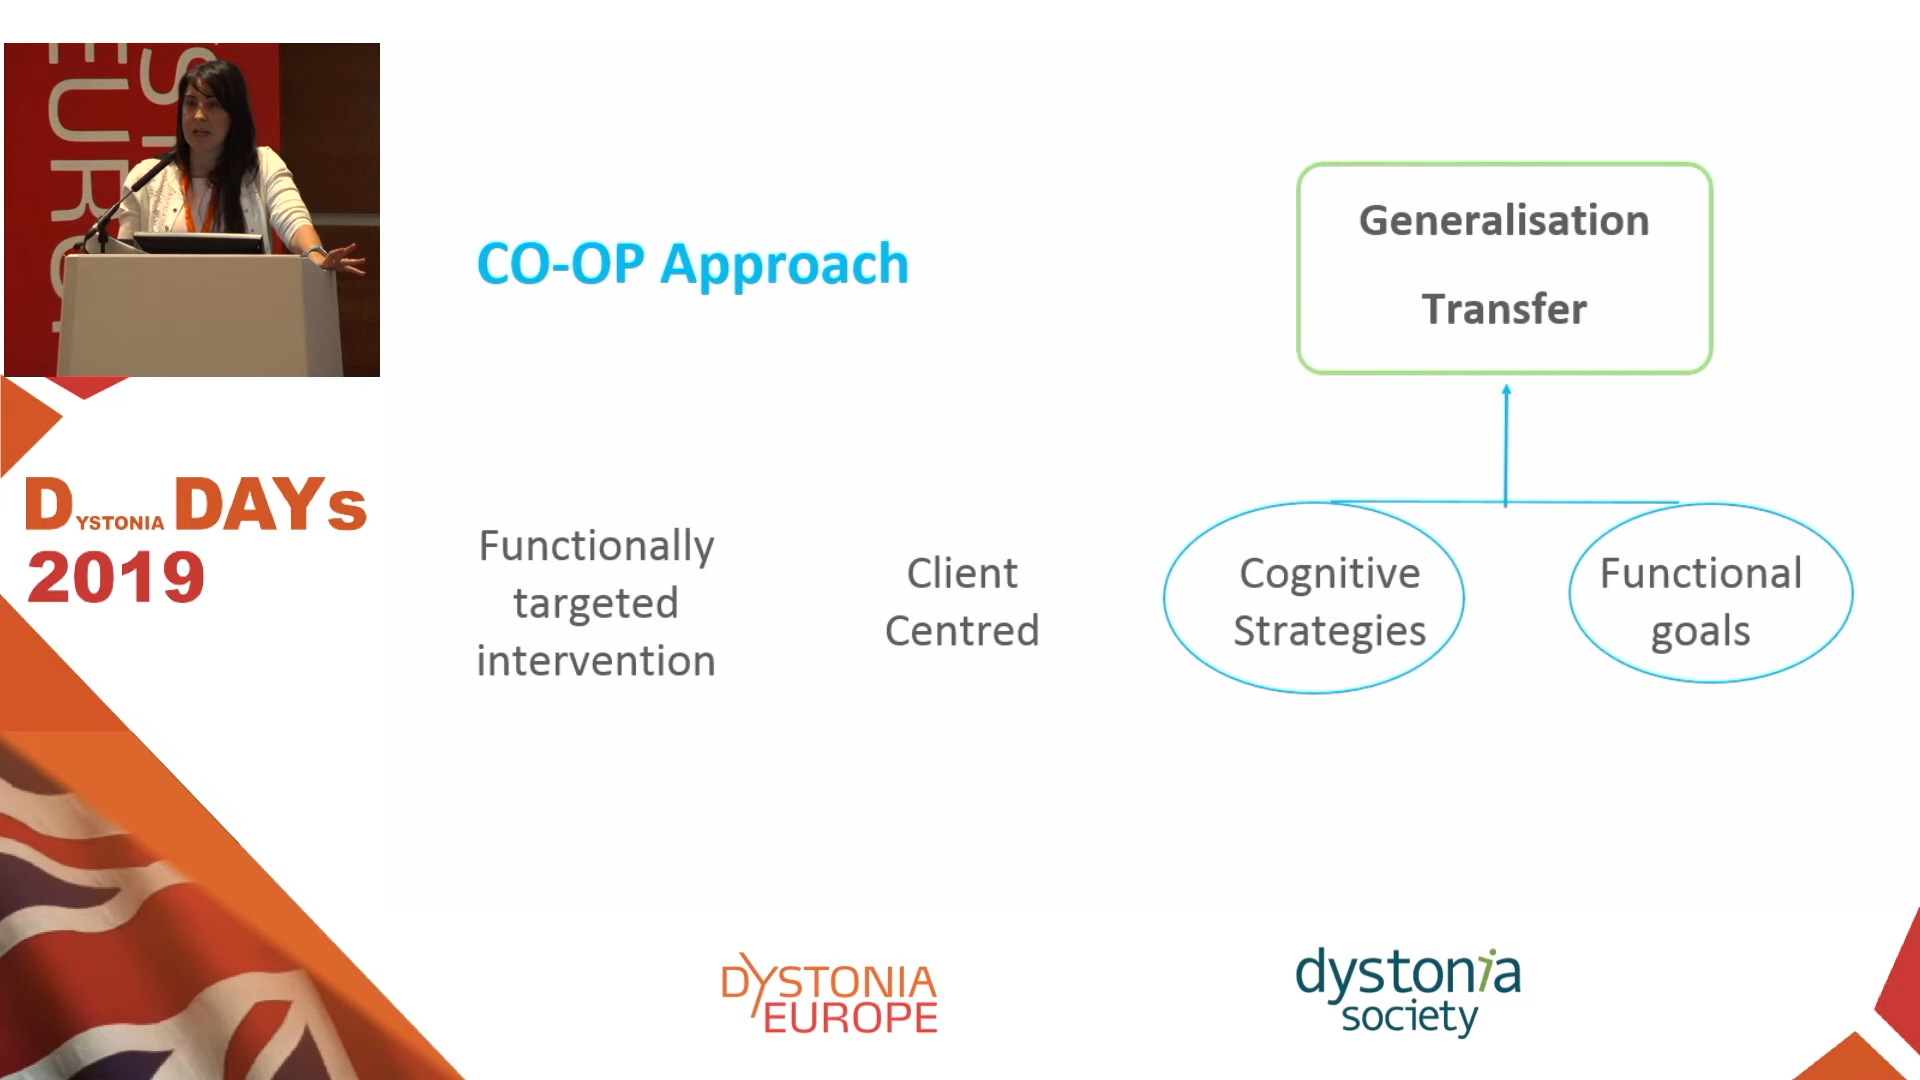 CO-OP Approach
Generalisation
Transfer
Functionally
targeted
intervention
Client
Centred
Cognitive
Strategies
Functional
goals
DYSTONIA DAYs
2019
DYSTONIA
EUROPE
dystonia
society